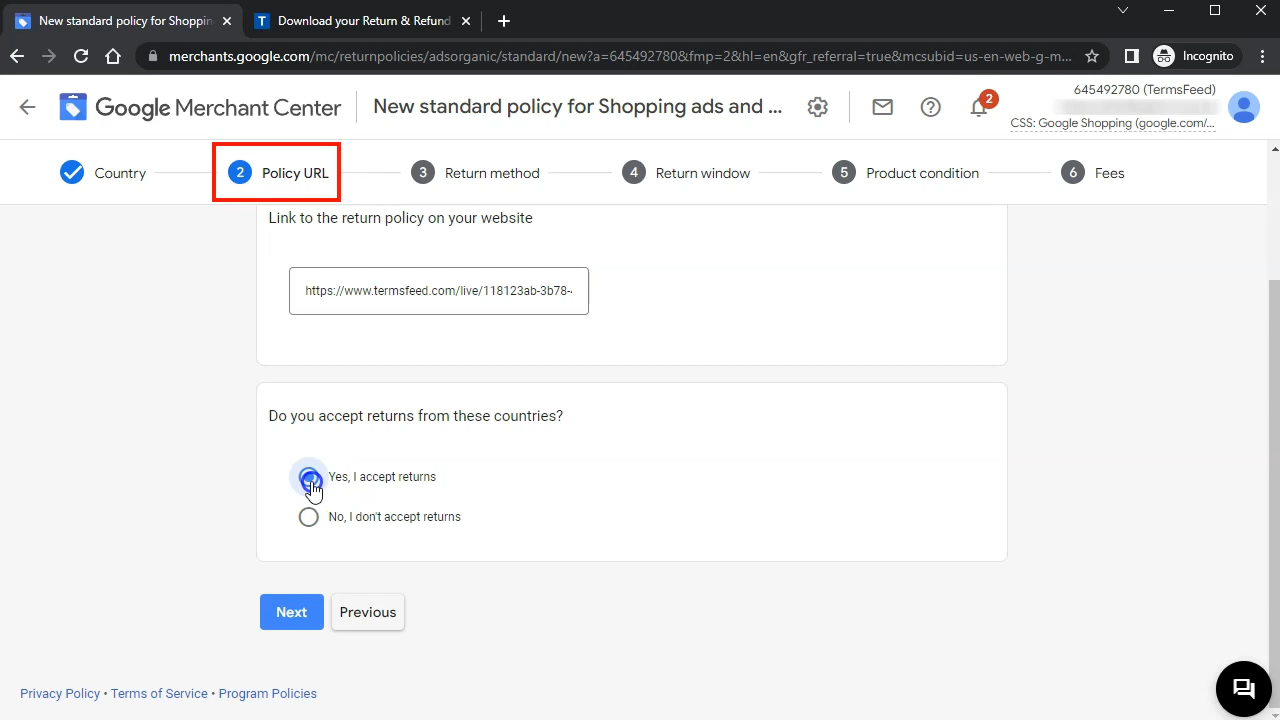 New standard policy for Shoppin
T Download your Return & Refund
merchants.google.com/mc/returnpolicies/adsorganic/standard/new?a=645492780&fmp=2&hl=en&gfr_referral=true&mcsubid=us-en-web-g-m...
Incognito
Google Merchant Center
New standard policy for Shopping ads and ...
2
645492780 (TermsFeed)
CSS: Google Shopping (google.com/...
Country
2 Policy URL
3 Return method
4 Return window
5 Product condition
6 Fees
Link to the return policy on your website
https://www.termsfeed.com/live/118123ab-3b78-
Do you accept returns from these countries?
Yes, I accept returns
No, I don't accept returns
Next
Previous
Privacy Policy • Terms of Service • Program Policies